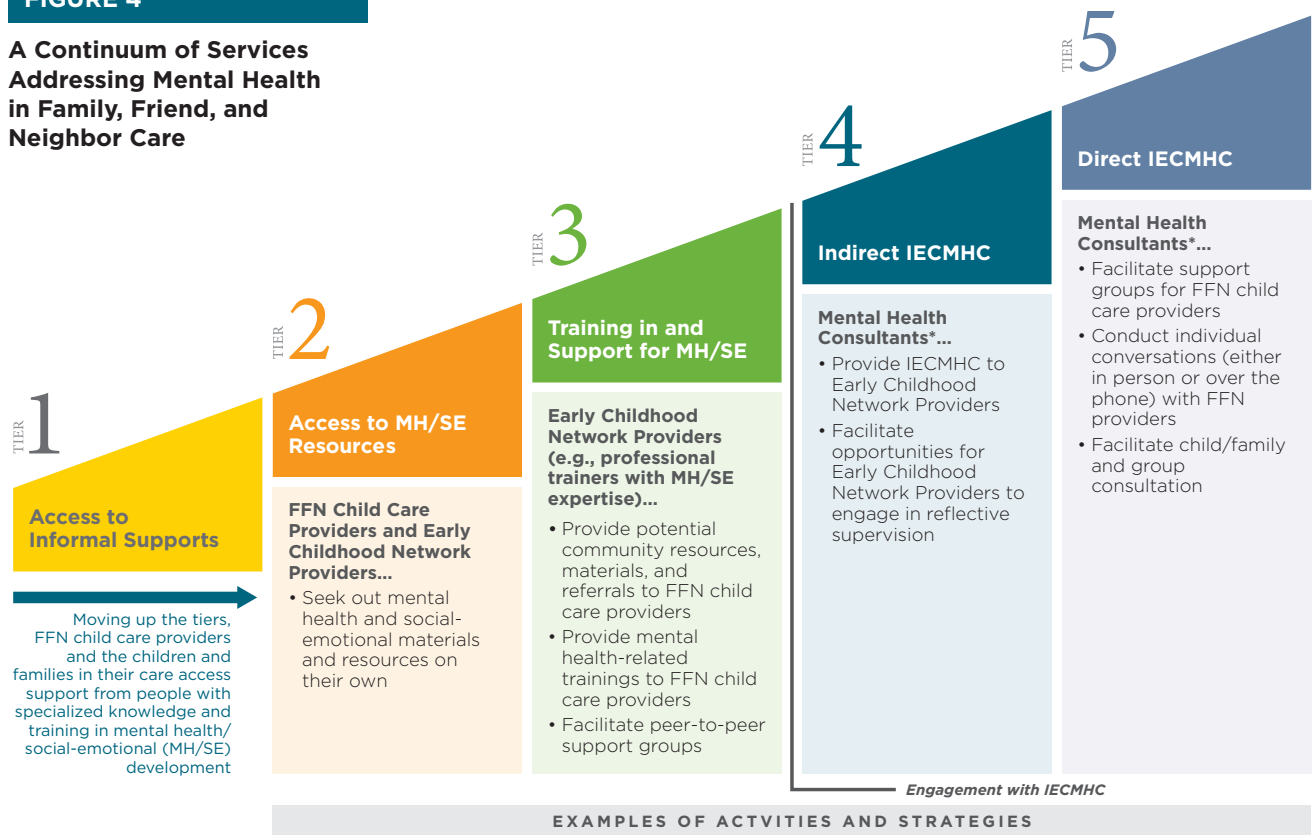 FIGURE 4
A Continuum of Services
Addressing Mental Health
in Family, Friend, and
Neighbor Care
TIER 1
Access to
Informal Supports
Moving up the tiers,
FFN child care providers
and the children and
families in their care access
support from people with
specialized knowledge and
training in mental health/
social-emotional (MH/SE)
development
TIER 2
Access to MH/SE
Resources
FFN Child Care
Providers and Early
Childhood Network
Providers...
• Seek out mental
health and social-
emotional materials
and resources on
their own
TIER 3
Training in and
Support for MH/SE
Early Childhood
Network Providers
(e.g., professional
trainers with MH/SE
expertise)...
• Provide potential
community resources,
materials, and
referrals to FFN child
care providers
• Provide mental
health-related
trainings to FFN child
care providers
• Facilitate peer-to-peer
support groups
TIER 4
Indirect IECMHC
Mental Health
Consultants*...
• Provide IECMHC to
Early Childhood
Network Providers
• Facilitate
opportunities for
Early Childhood
Network Providers to
engage in reflective
supervision
TIER 5
Direct IECMHC
Mental Health
Consultants*...
• Facilitate support
groups for FFN child
care providers
• Conduct individual
conversations (either
in person or over the
phone) with FFN
providers
• Facilitate child/family
and group
consultation
Engagement with IECMHC
EXAMPLES OF ACTVITIES AND STRATEGIES